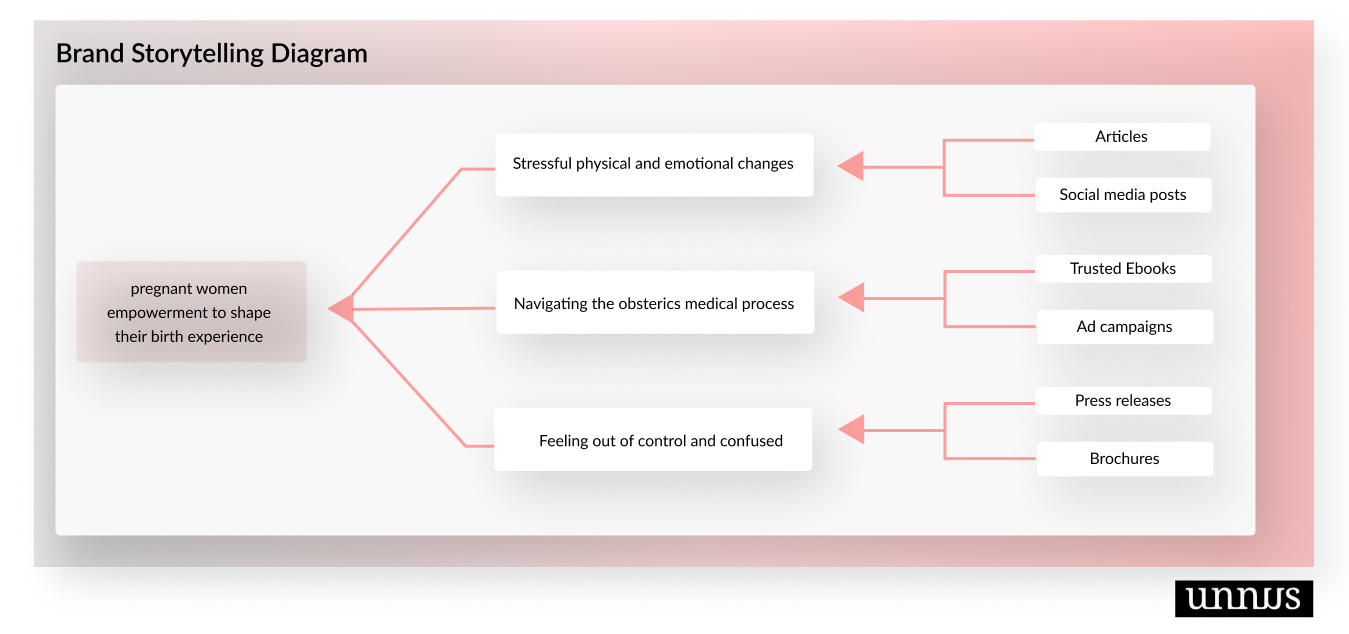 Brand Storytelling Diagram
pregnant women
empowerment to shape
their birth experience
Stressful physical and emotional changes
Navigating the obsterics medical process
Feeling out of control and confused
Articles
Social media posts
Trusted Ebooks
Ad campaigns
Press releases
Brochures
unnus